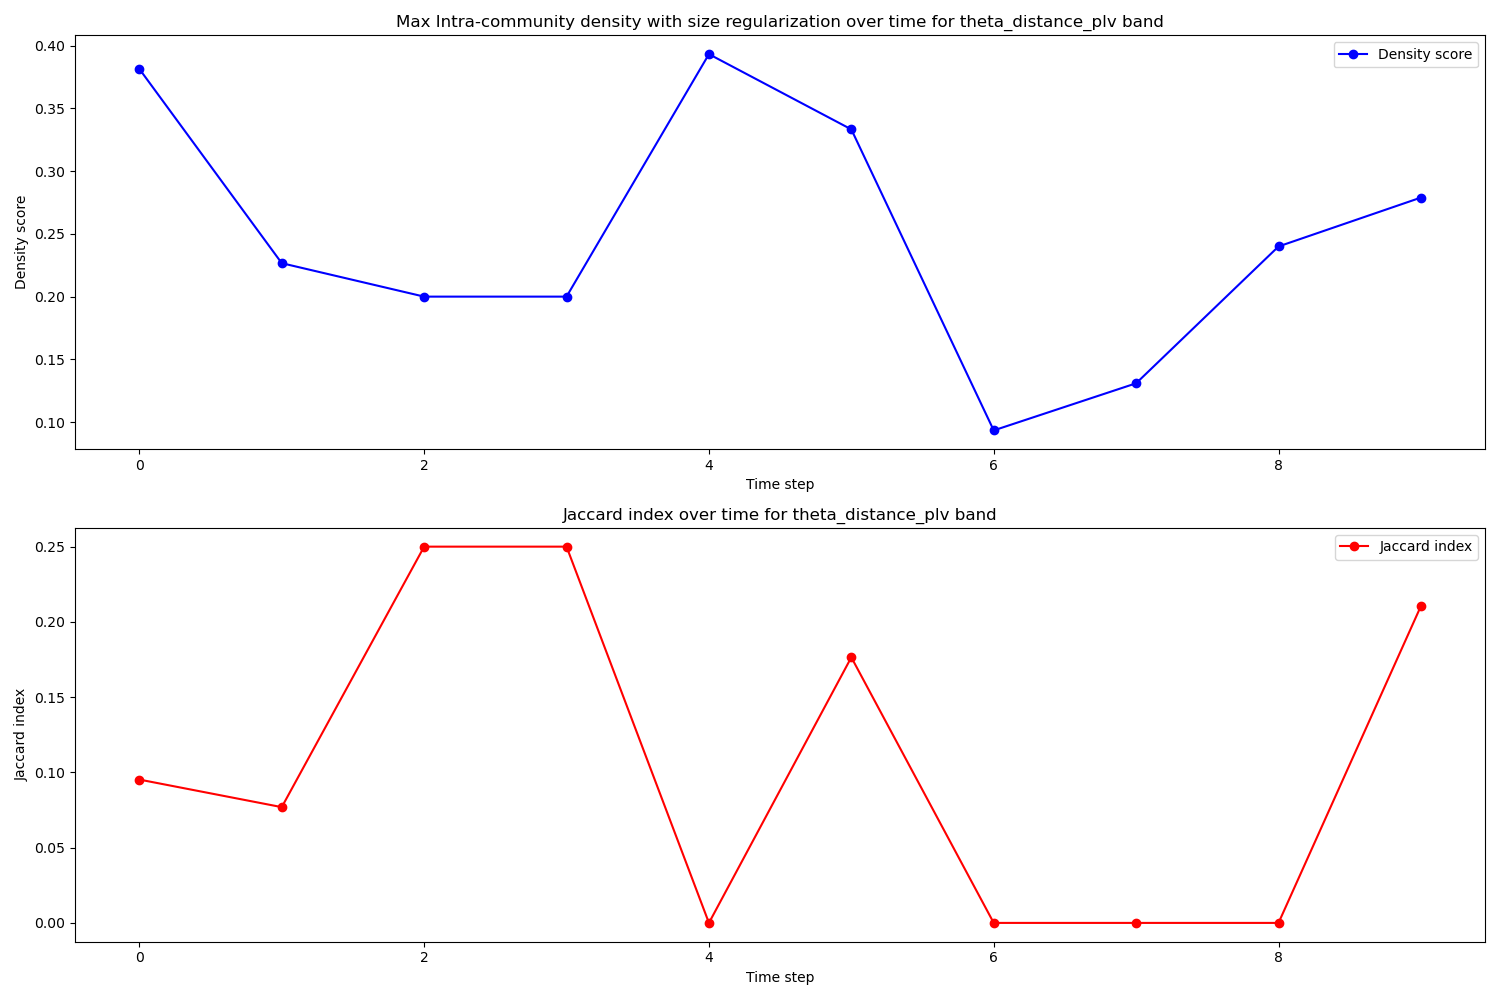 Max Intra-community density with size regularization over time for theta_distance_plv band
Density score
0.40
0.35
0.30
0.25
0.20
0.15
0.10
Density score
0 2 4 6 8
Time step
Jaccard index over time for theta_distance_plv band
Jaccard index
0.25
0.20
0.15
0.10
0.05
0.00
Jaccard index
0 2 4 6 8
Time step